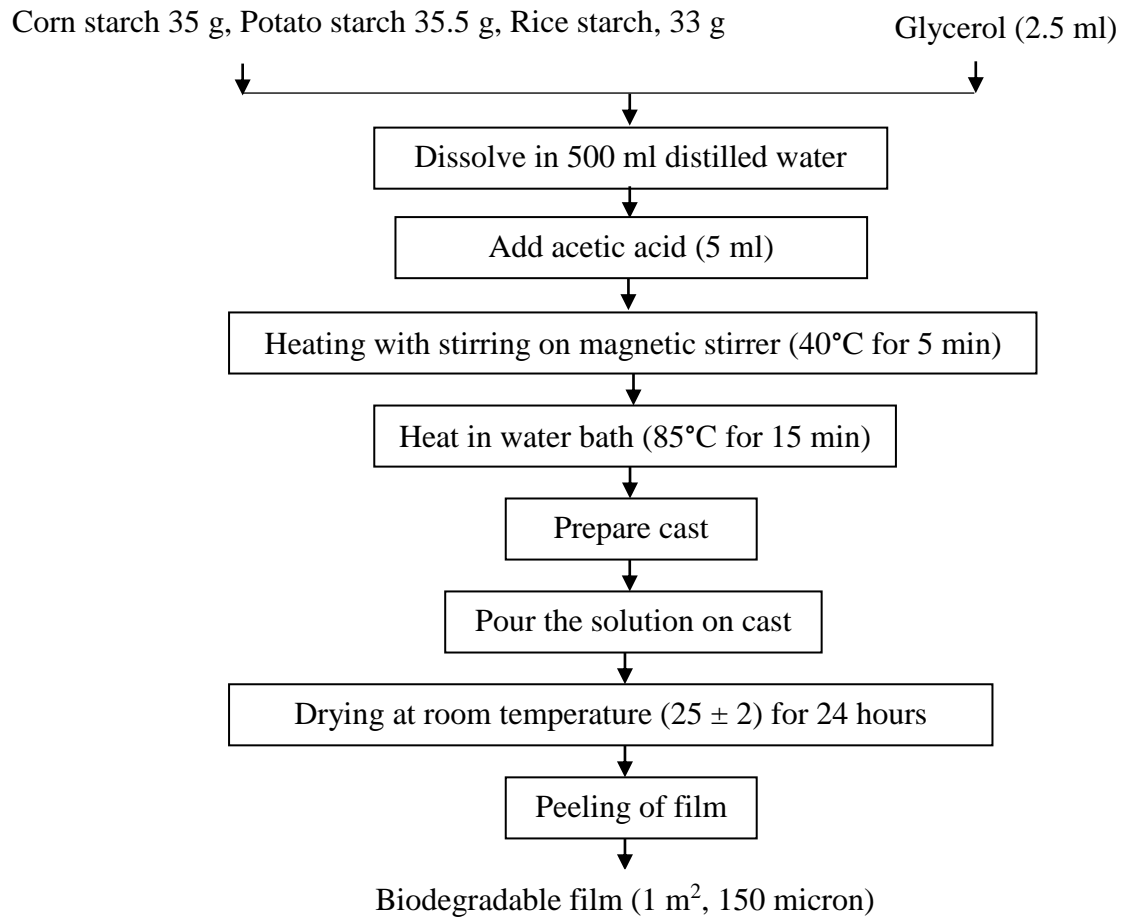 Corn starch 35 g, Potato starch 35.5 g, Rice starch, 33 g
Glycerol (2.5 ml)
Dissolve in 500 ml distilled water
Add acetic acid (5 ml)
Heating with stirring on magnetic stirrer (40°C for 5 min)
Heat in water bath (85°C for 15 min)
Prepare cast
Pour the solution on cast
Drying at room temperature (25 ± 2) for 24 hours
Peeling of film
Biodegradable film (1 m², 150 micron)